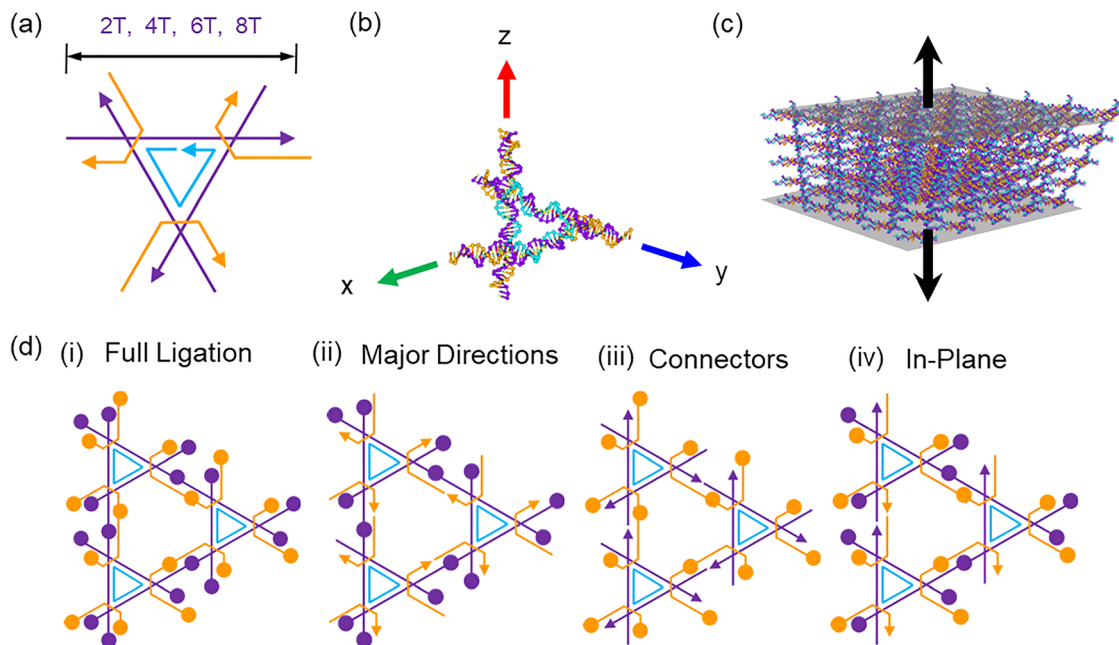 (a)
2T, 4T, 6T, 8T
(b)
z
x
y
(c)
(d)
(i) Full Ligation
(ii) Major Directions
(iii) Connectors
(iv) In-Plane